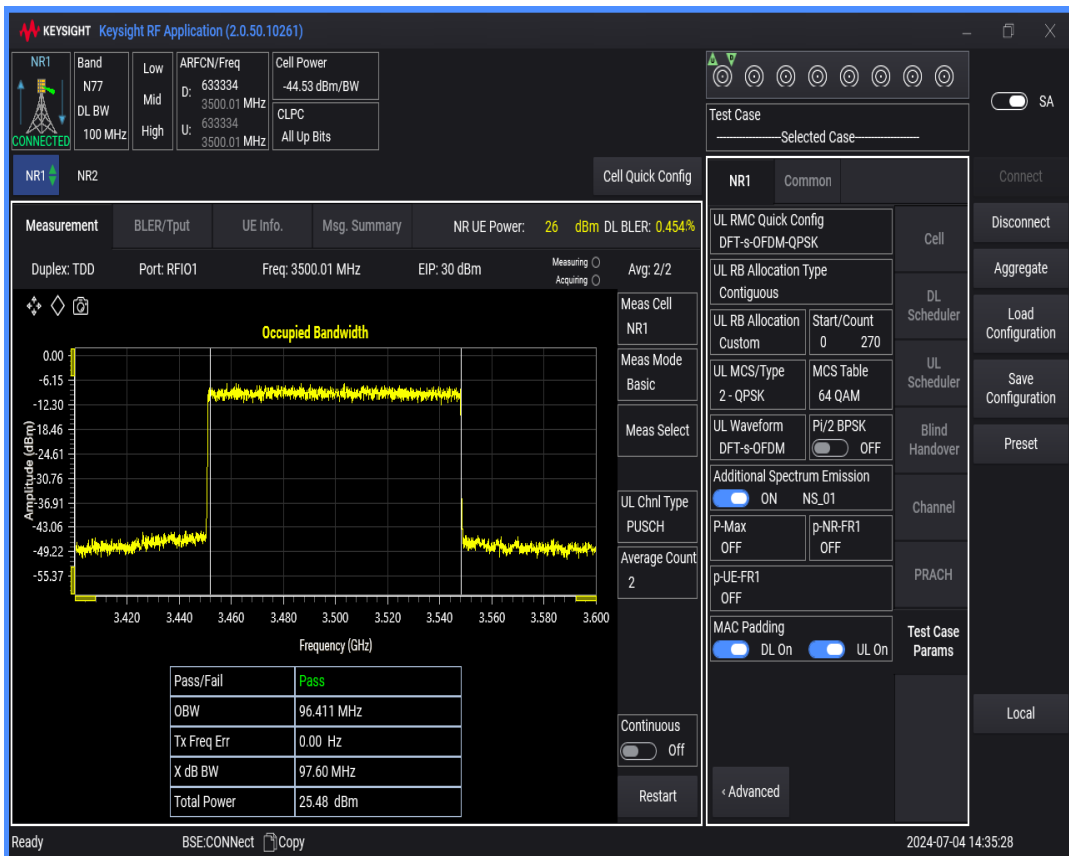 KEYSIGHT Keysight RF Application (2.0.50.10261)
NR1
CONNECTED
Band
N77
DL BW
100 MHz
Low
Mid
High
ARFCN/Freq
D: 633334
3500.01 MHz
U: 633334
3500.01 MHz
Cell Power
-44.53 dBm/BW
CLPC
All Up Bits
Test Case
-----Selected Case-----
SA
NR1 NR2
Cell Quick Config
Measurement BLER/Tput UE Info. Msg. Summary NR UE Power: 26 dBm DL BLER: 0.454%
Duplex: TDD Port: RFIO1 Freq: 3500.01 MHz EIP: 30 dBm Measuring Avg: 2/2
Acquiring
Occupied Bandwidth
Amplitude (dBm)
0.00
-6.15
-12.30
-18.46
-24.61
-30.76
-36.91
-43.06
-49.22
-55.37
3.420 3.440 3.460 3.480 3.500 3.520 3.540 3.560 3.580 3.600
Frequency (GHz)
Pass/Fail Pass
OBW 96.411 MHz
Tx Freq Err 0.00 Hz
X dB BW 97.60 MHz
Total Power 25.48 dBm
Meas Cell
NR1
Meas Mode
Basic
Meas Select
UL Chnl Type
PUSCH
Average Count
2
Continuous
Off
Restart
NR1 Common
UL RMC Quick Config
DFT-s-OFDM-QPSK
UL RB Allocation Type
Contiguous
UL RB Allocation
Custom
Start/Count
0 270
UL MCS/Type
2 - QPSK
MCS Table
64 QAM
UL Waveform
DFT-s-OFDM
Pi/2 BPSK
OFF
Additional Spectrum Emission
ON NS_01
P-Max
OFF
p-NR-FR1
OFF
p-UE-FR1
OFF
MAC Padding
DL On UL On
‹ Advanced
Cell
DL
Scheduler
UL
Scheduler
Blind
Handover
Channel
PRACH
Test Case
Params
Connect
Disconnect
Aggregate
Load
Configuration
Save
Configuration
Preset
Local
Ready BSE:CONNect Copy 2024-07-04 14:35:28